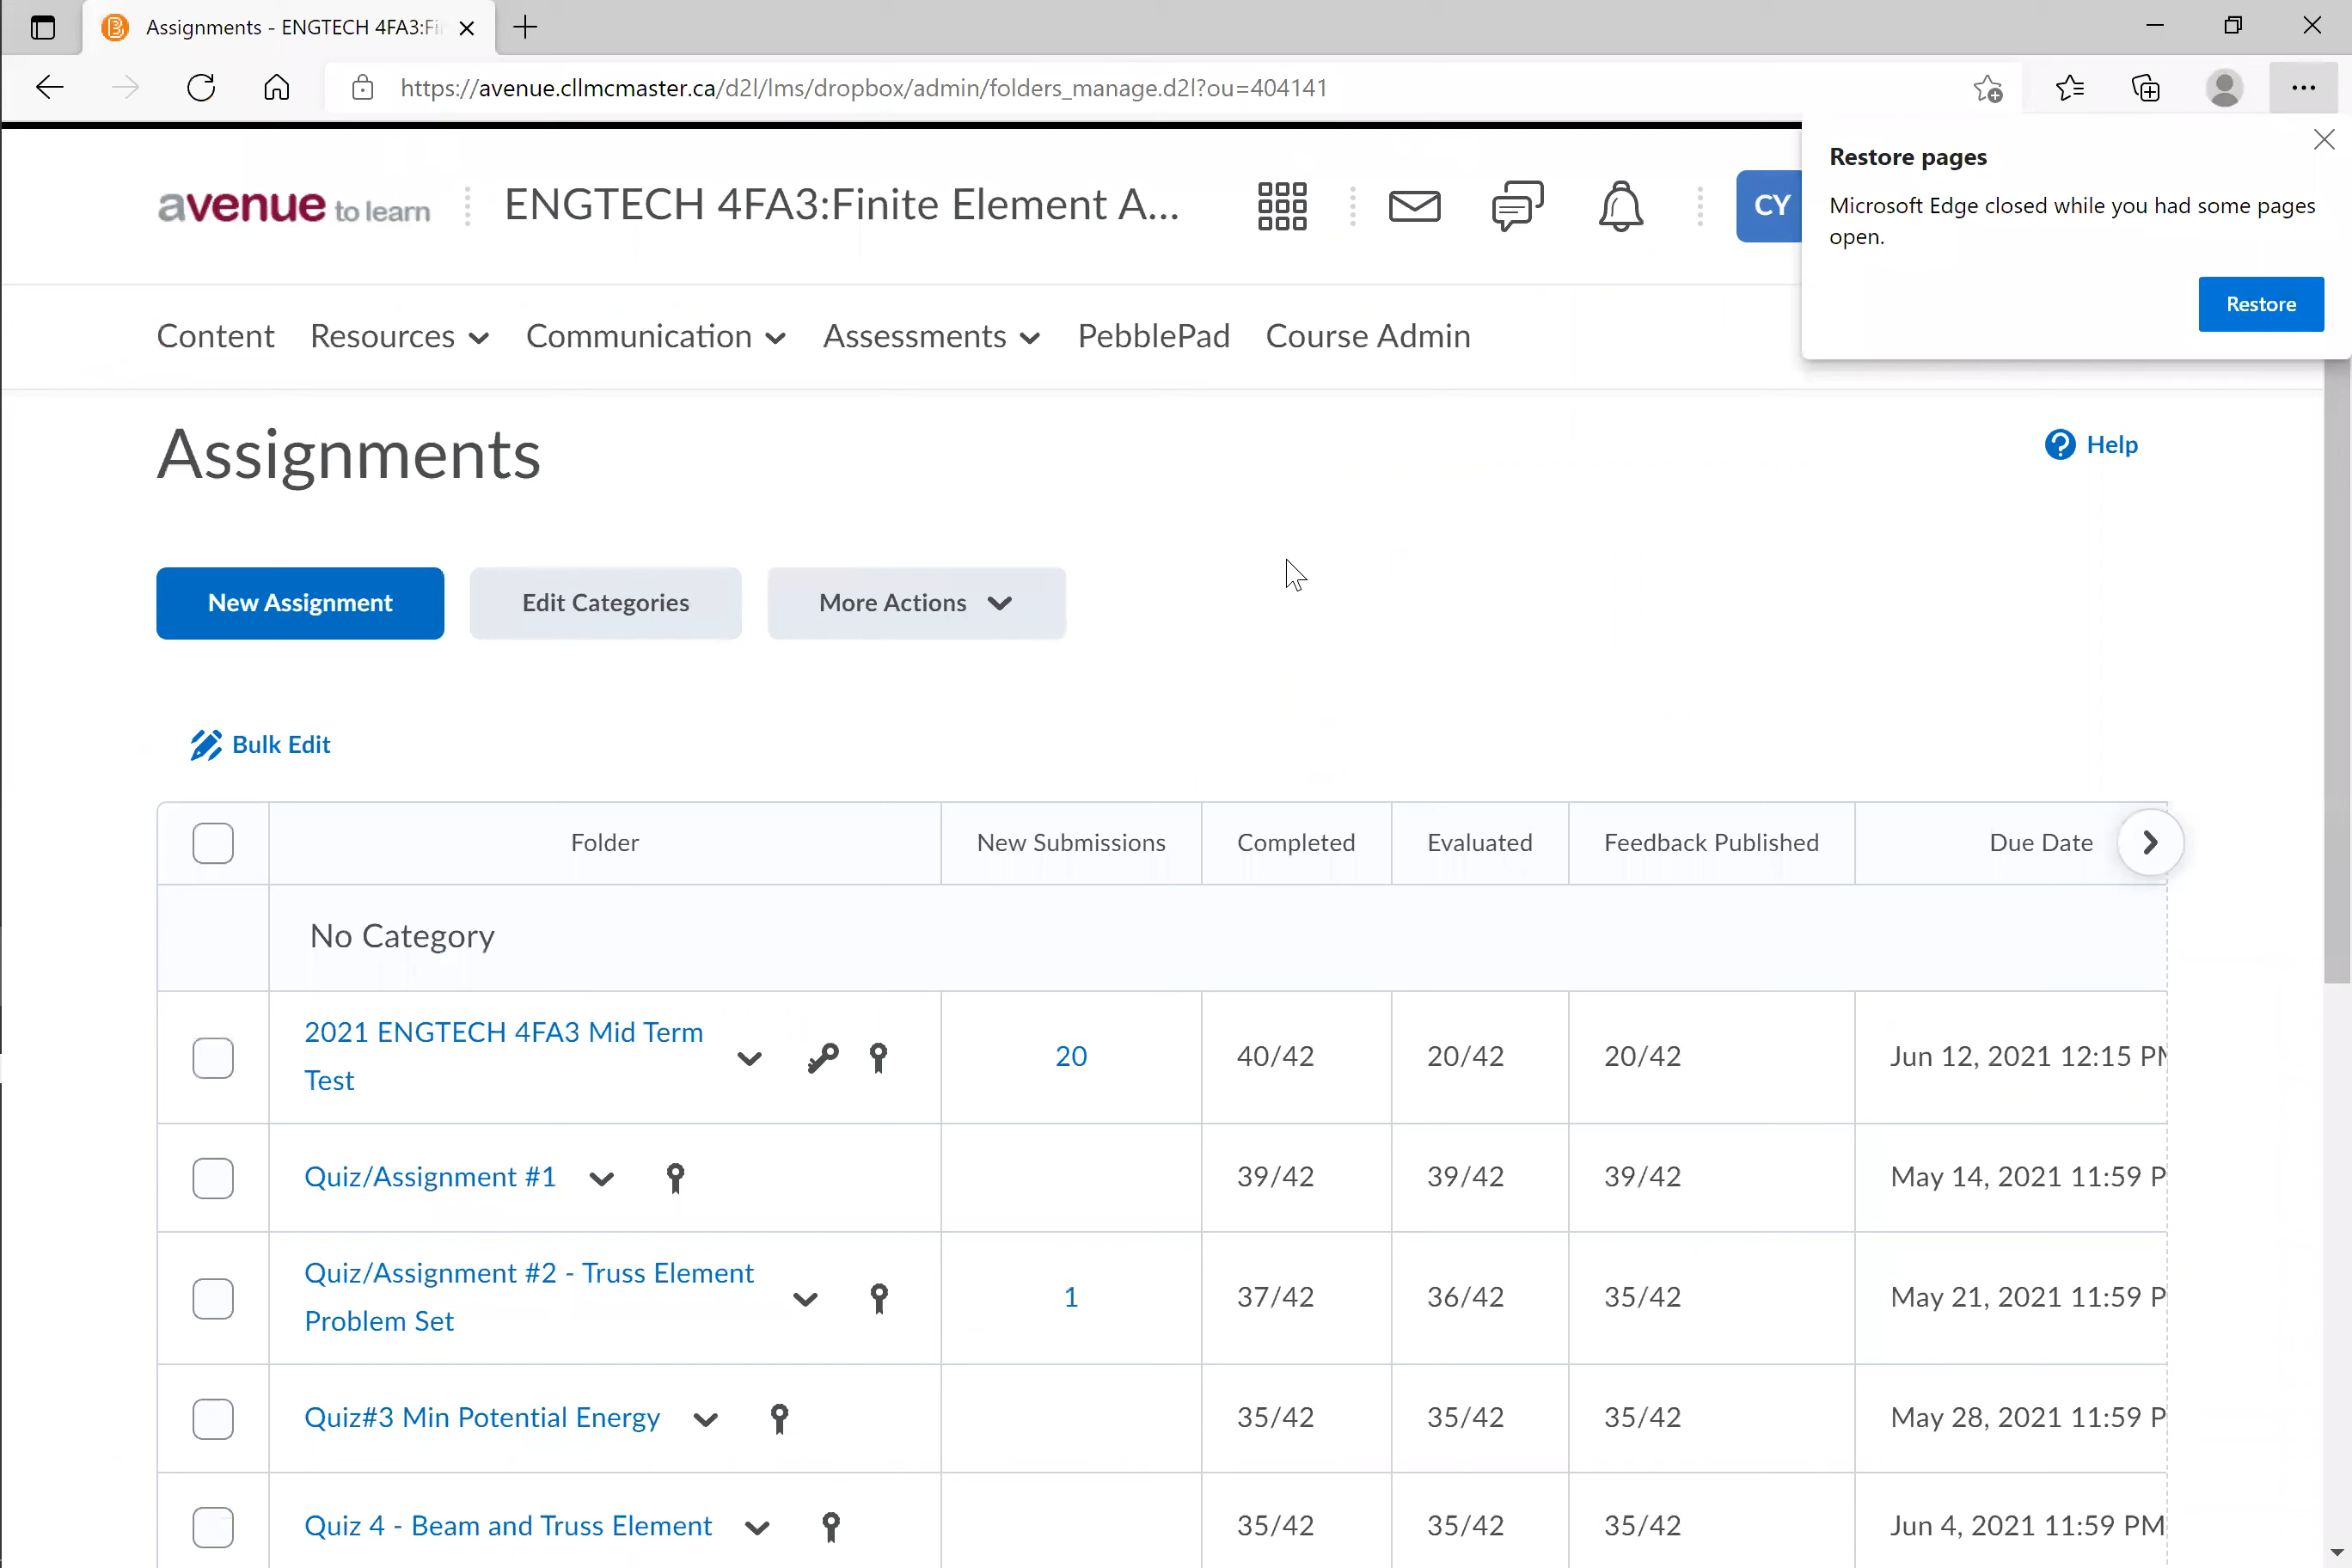 Assignments - ENGTECH 4FA3:Fi
https://avenue.cllmcmaster.ca/d2l/lms/dropbox/admin/folders_manage.d2l?ou=404141
Restore pages
Microsoft Edge closed while you had some pages
open.
Restore
avenue to learn
ENGTECH 4FA3:Finite Element A...
CY
Content
Resources
Communication
Assessments
PebblePad
Course Admin
Assignments
Help
New Assignment
Edit Categories
More Actions
Bulk Edit
Folder
New Submissions
Completed
Evaluated
Feedback Published
Due Date
No Category
2021 ENGTECH 4FA3 Mid Term
Test
20
40/42
20/42
20/42
Jun 12, 2021 12:15 PM
Quiz/Assignment #1
39/42
39/42
39/42
May 14, 2021 11:59 P
Quiz/Assignment #2 - Truss Element
Problem Set
1
37/42
36/42
35/42
May 21, 2021 11:59 P
Quiz#3 Min Potential Energy
35/42
35/42
35/42
May 28, 2021 11:59 P
Quiz 4 - Beam and Truss Element
35/42
35/42
35/42
Jun 4, 2021 11:59 PM